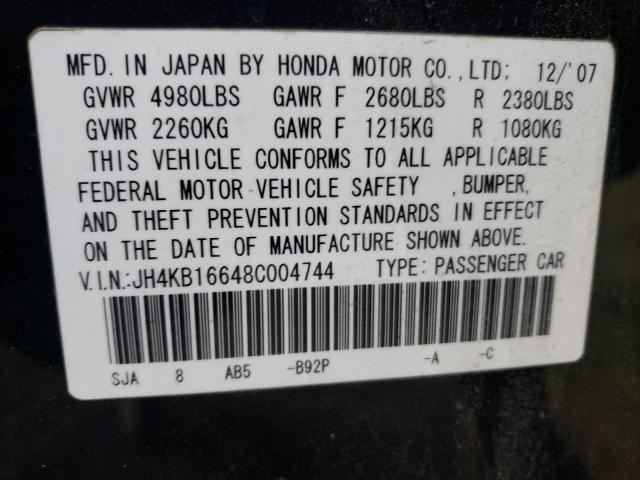 MFD. IN JAPAN BY HONDA MOTOR CO.,LTD; 12/'07
GVWR 4980LBS GAWR F 2680LBS R 2380LBS
GVWR 2260KG GAWR F 1215KG R 1080KG
THIS VEHICLE CONFORMS TO ALL APPLICABLE
FEDERAL MOTOR VEHICLE SAFETY ,BUMPER,
AND THEFT PREVENTION STANDARDS IN EFFECT
ON THE DATE OF MANUFACTURE SHOWN ABOVE.
V.I.N.:JH4KB16648C004744 TYPE: PASSENGER CAR
SJA 8 AB5 -B92P -A -C